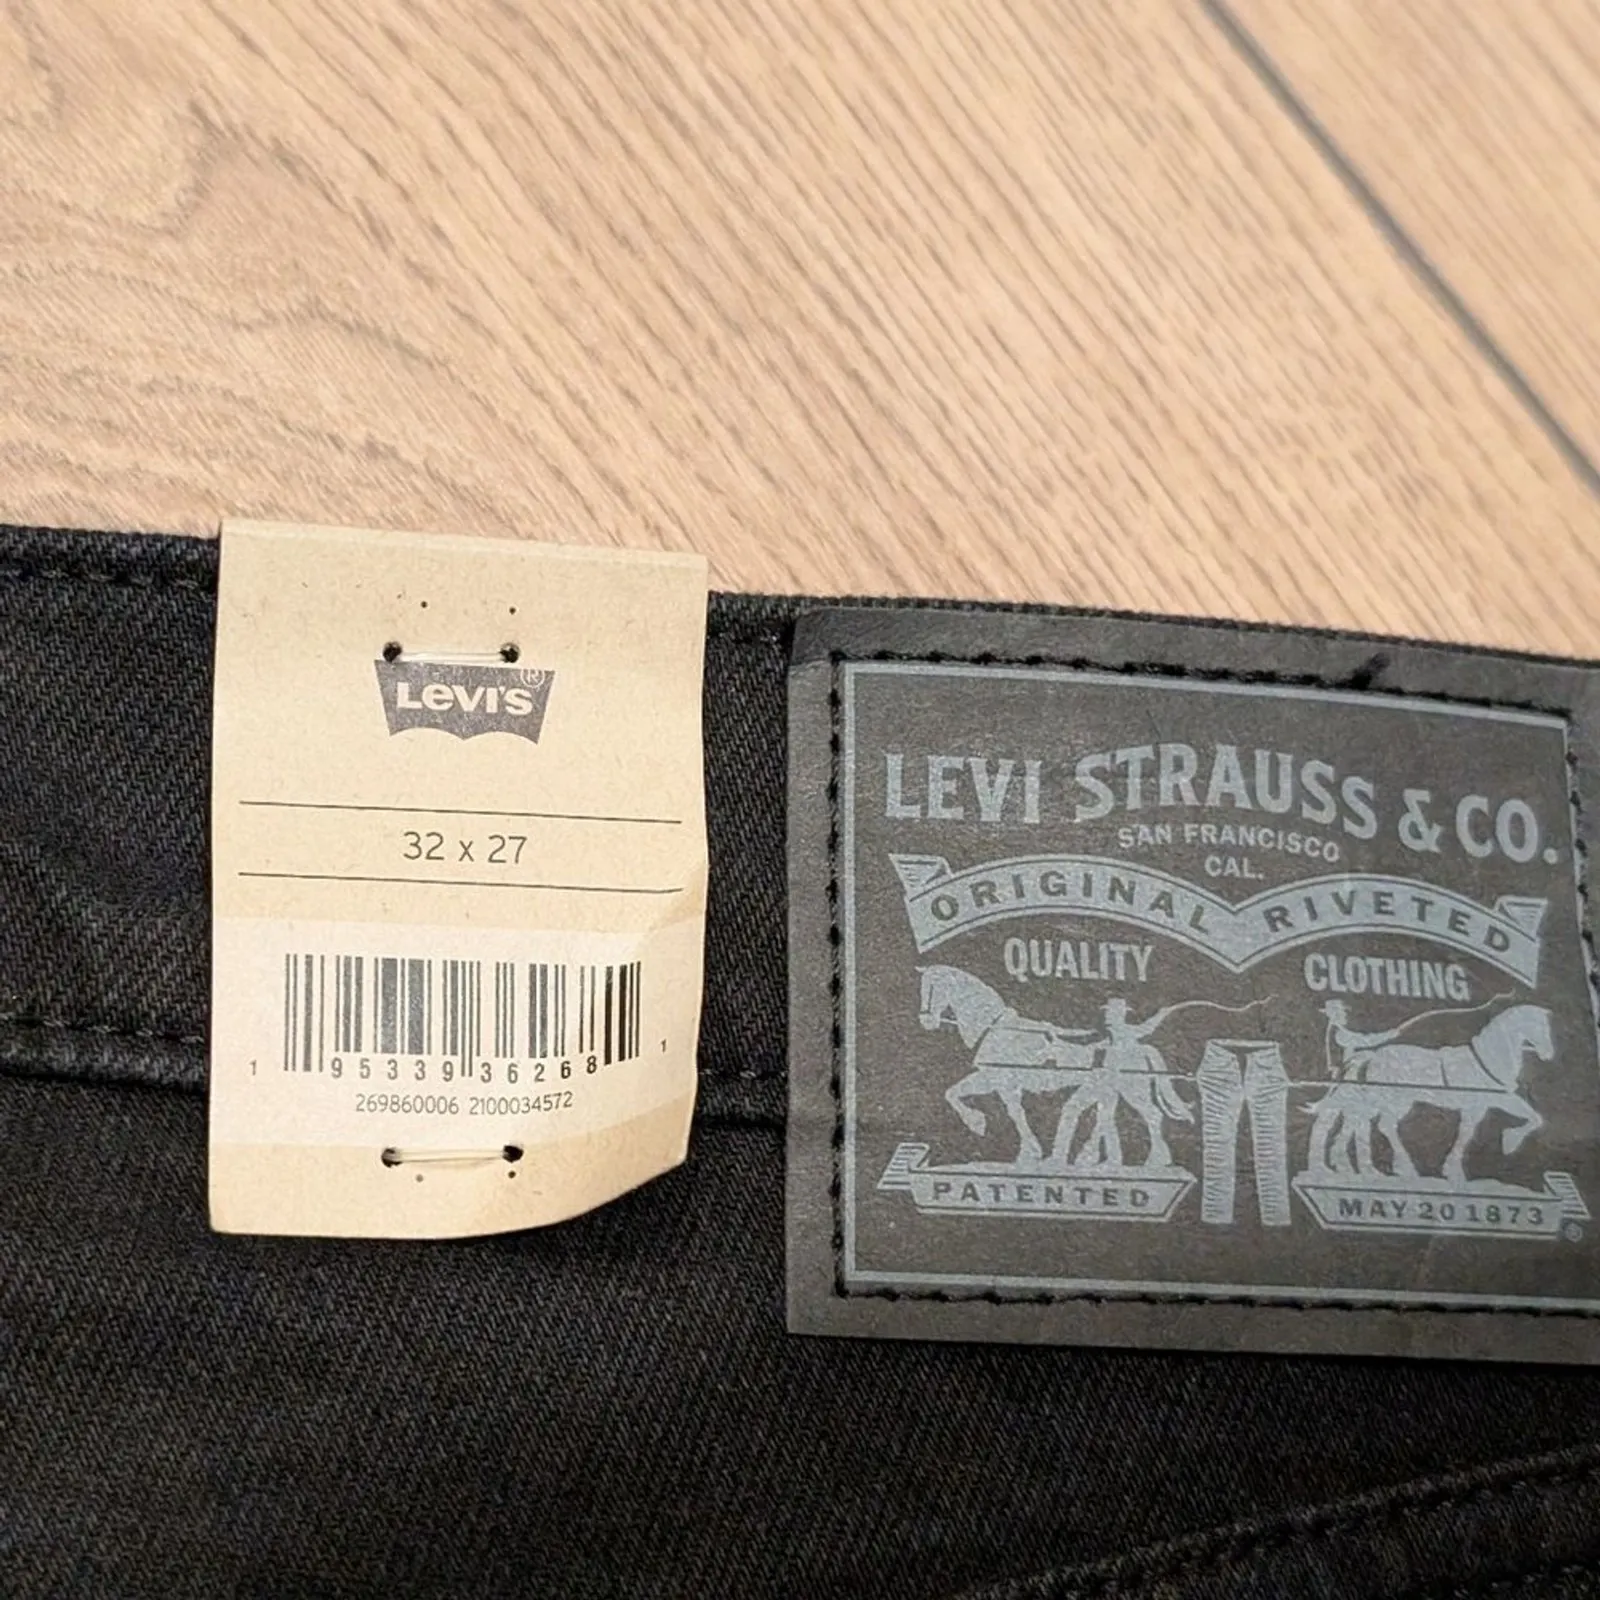 LEVI'S®
32 x 27
1 95339 36268 1
269860006 2100034572
LEVI STRAUSS & CO.
SAN FRANCISCO
CAL.
ORIGINAL RIVETED
QUALITY CLOTHING
PATENTED MAY 20 1873
®